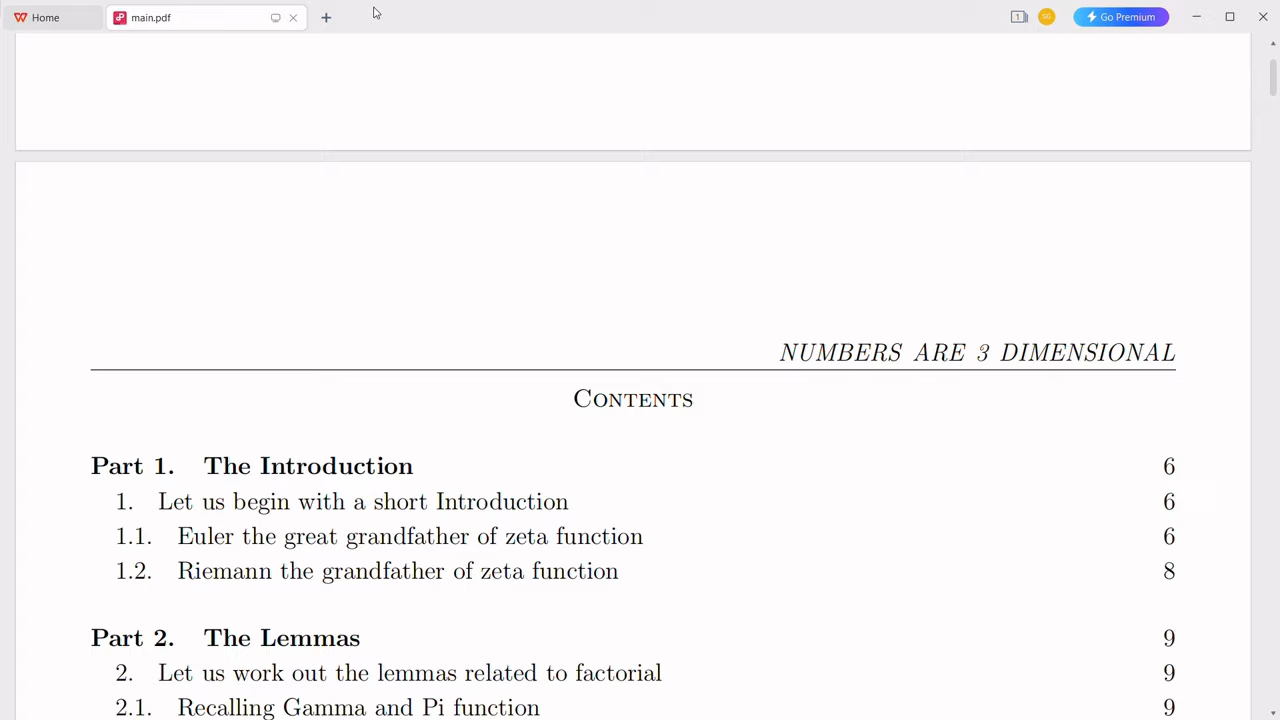 Home
main.pdf
1
SG
Go Premium
NUMBERS ARE 3 DIMENSIONAL
CONTENTS
Part 1. The Introduction 6
1. Let us begin with a short Introduction 6
1.1. Euler the great grandfather of zeta function 6
1.2. Riemann the grandfather of zeta function 8
Part 2. The Lemmas 9
2. Let us work out the lemmas related to factorial 9
2.1. Recalling Gamma and Pi function 9